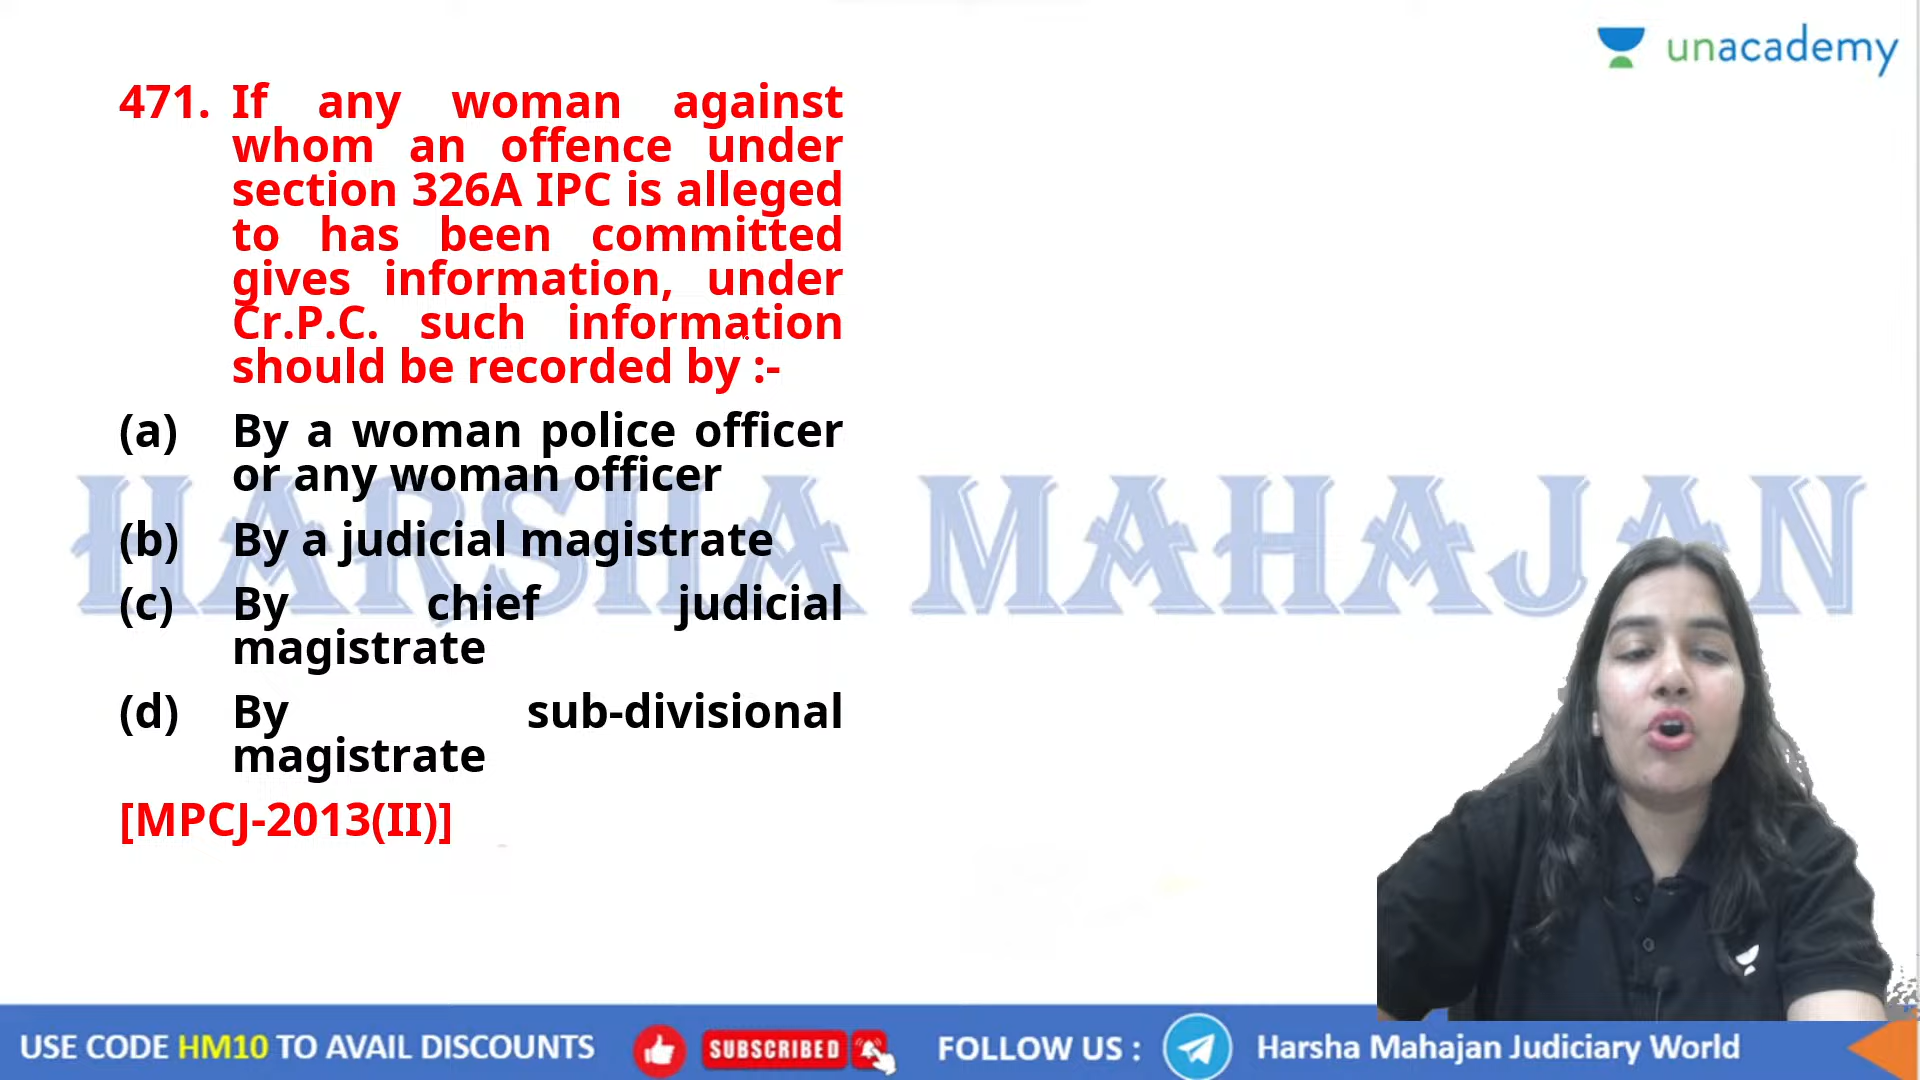 unacademy
471. If any woman against
whom an offence under
section 326A IPC is alleged
to has been committed
gives information, under
Cr.P.C. such information
should be recorded by :-
(a) By a woman police officer
or any woman officer
(b) By a judicial magistrate
(c) By chief judicial
magistrate
(d) By sub-divisional
magistrate
[MPCJ-2013(II)]
HARSHA MAHAJAN
USE CODE HM10 TO AVAIL DISCOUNTS
SUBSCRIBED
FOLLOW US :
Harsha Mahajan Judiciary World